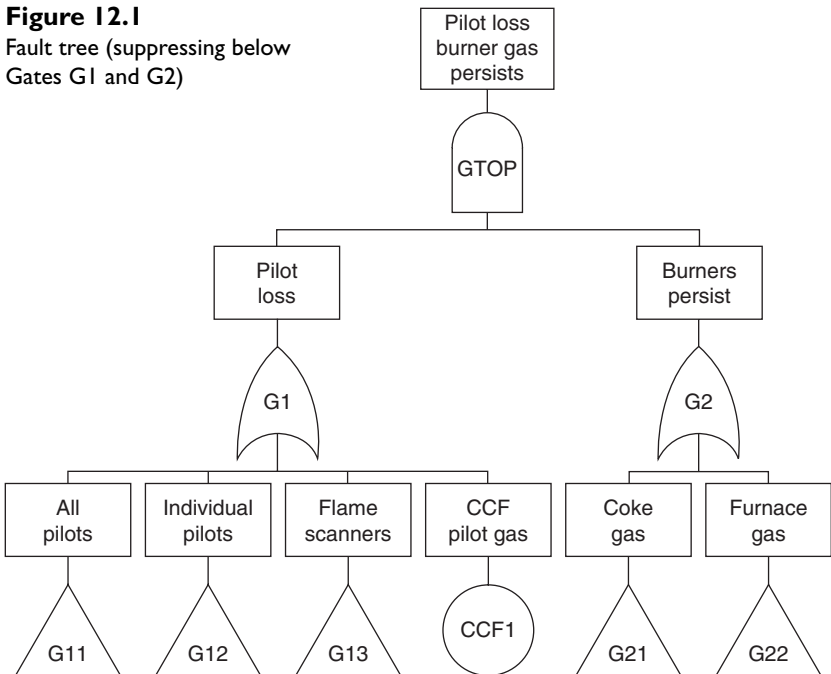 Figure 12.1
Fault tree (suppressing below
Gates G1 and G2)
Pilot loss
burner gas
persists
GTOP
Pilot
loss
Burners
persist
G1
G2
All
pilots
Individual
pilots
Flame
scanners
CCF
pilot gas
Coke
gas
Furnace
gas
G11
G12
G13
CCF1
G21
G22